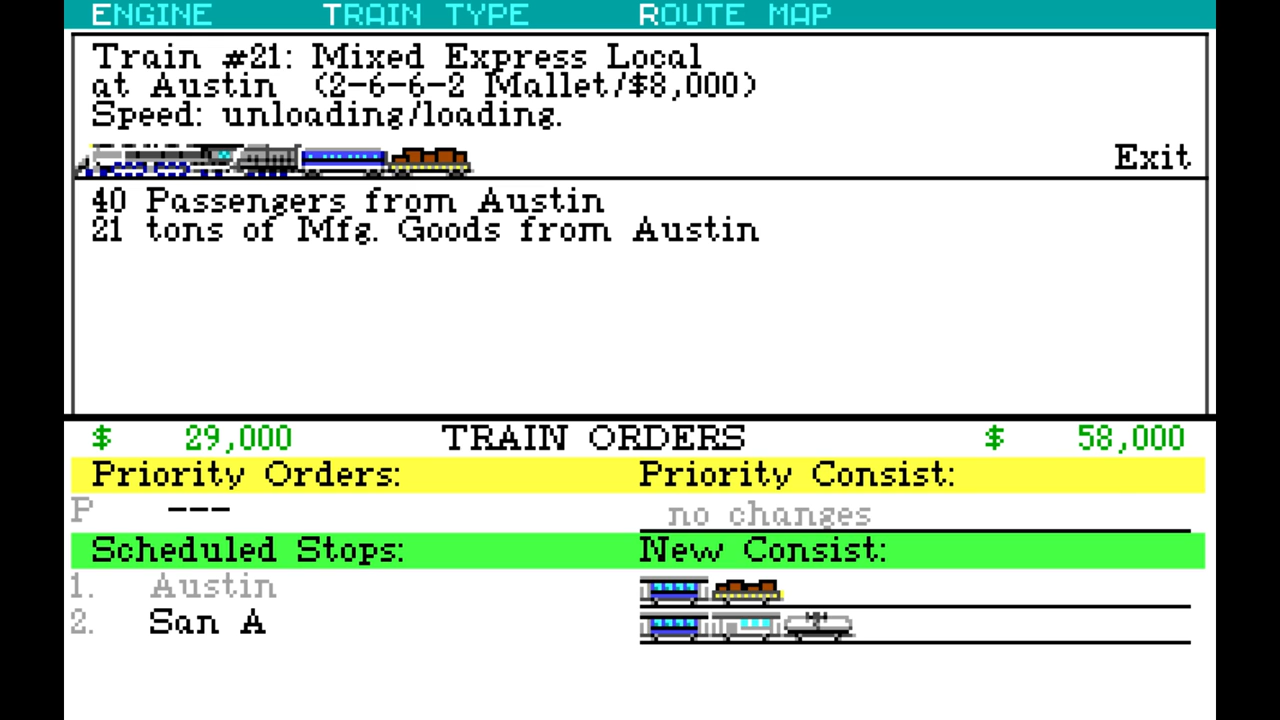 ENGINE TRAIN TYPE ROUTE MAP
Train #21: Mixed Express Local
at Austin (2-6-6-2 Mallet/$8,000)
Speed: unloading/loading.
Exit
40 Passengers from Austin
21 tons of Mfg. Goods from Austin
$ 29,000 TRAIN ORDERS $ 58,000
Priority Orders: Priority Consist:
P --- no changes
Scheduled Stops: New Consist:
1. Austin
2. San A